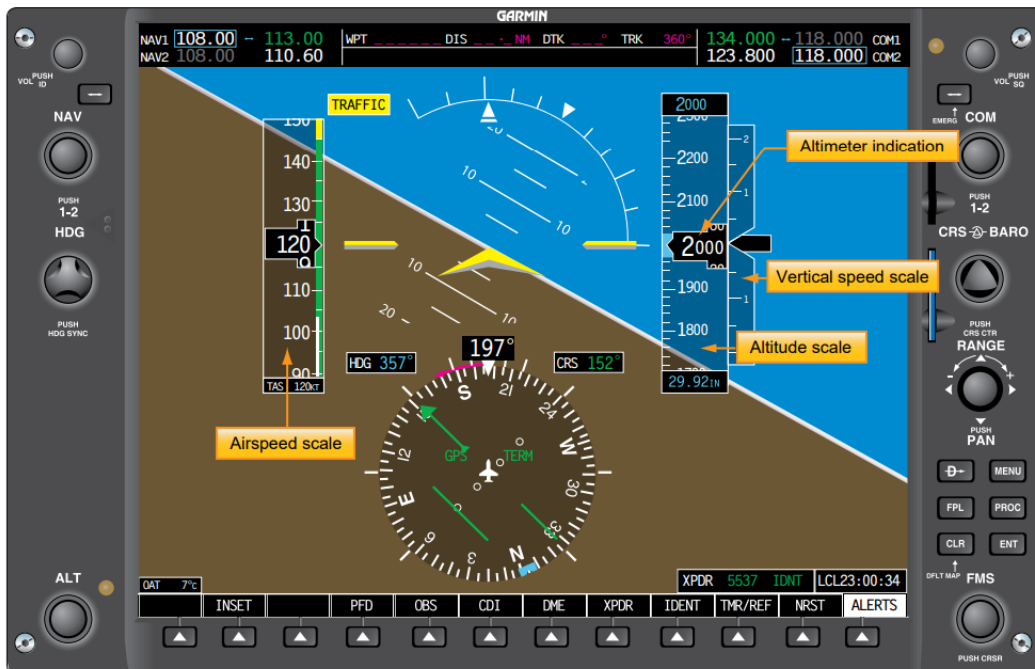 GARMIN
NAV1 108.00 113.00 WPT DIS NM DTK ° TRK 360° 134.000 118.000 COM1
NAV2 108.00 110.60 123.800 118.000 COM2
VOL PUSH ID
VOL PUSH SQ
EMERG
NAV
COM
TRAFFIC
PUSH 1-2
PUSH 1-2
HDG
CRS BARO
PUSH HDG SYNC
PUSH CRS CTR
RANGE
PUSH PAN
2000
150
140
130
120
110
100
90
TAS 120KT
2300
2200
2100
2000
1900
1800
29.92IN
2
1
1
20
10
10
10
10
20
10
Altimeter indication
Vertical speed scale
Altitude scale
Airspeed scale
HDG 357°
197°
CRS 152°
S
21
24
W
30
33
N
3
6
E
12
GPS TERM
D MENU
FPL PROC
CLR ENT
DFLT MAP FMS
PUSH CRSR
ALT
OAT 7°C
XPDR 5537 IDNT LCL23:00:34
INSET PFD OBS CDI DME XPDR IDENT TMR/REF NRST ALERTS